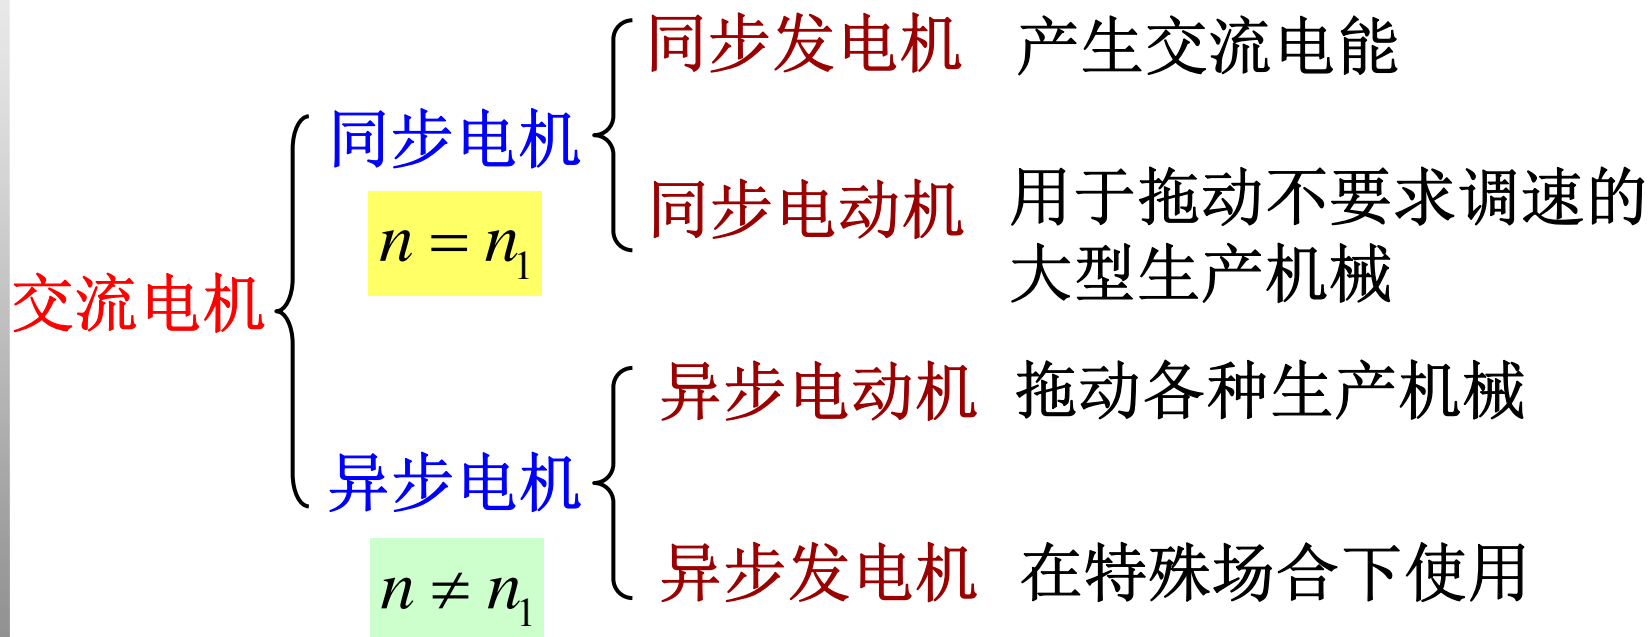 同步发电机 产生交流电能
同步电机
n = n₁
同步电动机 用于拖动不要求调速的
大型生产机械
交流电机
异步电动机 拖动各种生产机械
异步电机
n ≠ n₁
异步发电机 在特殊场合下使用